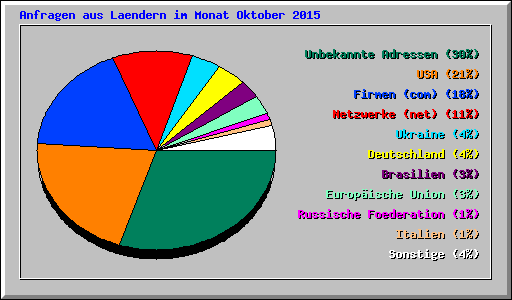 Anfragen aus Laendern im Monat Oktober 2015
Unbekannte Adressen (30%)
USA (21%)
Firmen (com) (18%)
Netzwerke (net) (11%)
Ukraine (4%)
Deutschland (4%)
Brasilien (3%)
Europäische Union (3%)
Russische Foederation (1%)
Italien (1%)
Sonstige (4%)